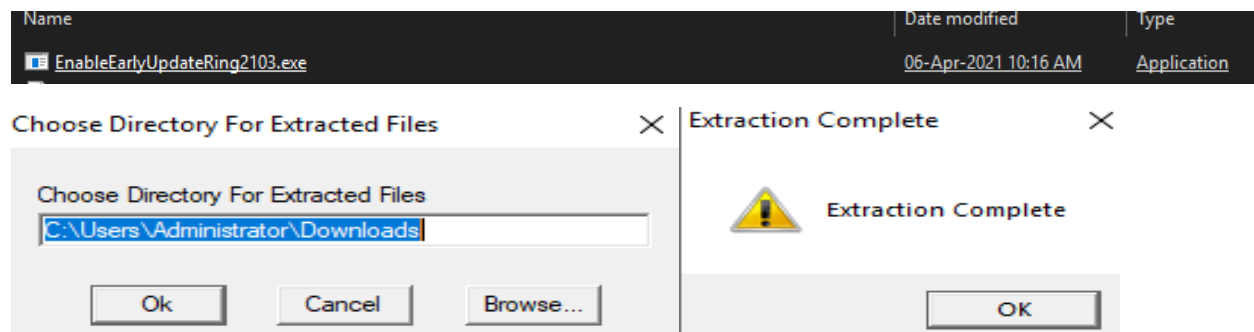 Name Date modified Type
EnableEarlyUpdateRing2103.exe 06-Apr-2021 10:16 AM Application
Choose Directory For Extracted Files
Choose Directory For Extracted Files
C:\Users\Administrator\Downloads
Ok Cancel Browse...
Extraction Complete
Extraction Complete
OK